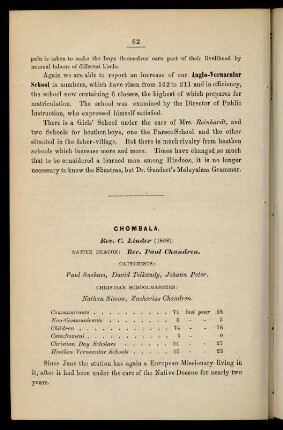 62
pain is taken to make the boys themselves earn part of their livelihood by
manual labour of different kinds.
Again we are able to report an increase of our Anglo-Vernacular
School in numbers, which have risen from 162 to 211 and in efficiency,
the school now containing 6 classes, the highest of which prepares for
matriculation. The school was examined by the Director of Public
Instruction, who expressed himself satisfied.
There is a Girls' School under the care of Mrs. Reinhardt, and
two Schools for heathen boys, one the Parsee School and the other
situated in the fisher-village. But there is much rivalry from heathen
schools which increase more and more. Times have changed so much
that to be considered a learned man among Hindoos, it is no longer
necessary to know the Shastras, but Dr. Gundert's Malayalam Grammar.
CHOMBALA.
Rev. C. Linder (1868).
NATIVE DEACON: Rev. Paul Chandren.
CATECHISTS:
Paul Sneham, David Teikandy, Johann Peter.
CHRISTIAN SCHOOLMASTERS:
Nathan Simon, Zacharias Chandren.
Communicants . . . 71 last year 58
Non-Communicants . . . 6 " " 5
Children . . . 74 " " 76
Catechumeni . . . 4 " " 0
Christian Day Scholars . . . 31 " " 27
Heathen Vernacular Schools . . . 45 " " 23
Since June the station has again a European Missionary living in
it, after it had been under the care of the Native Deacon for nearly two
years.